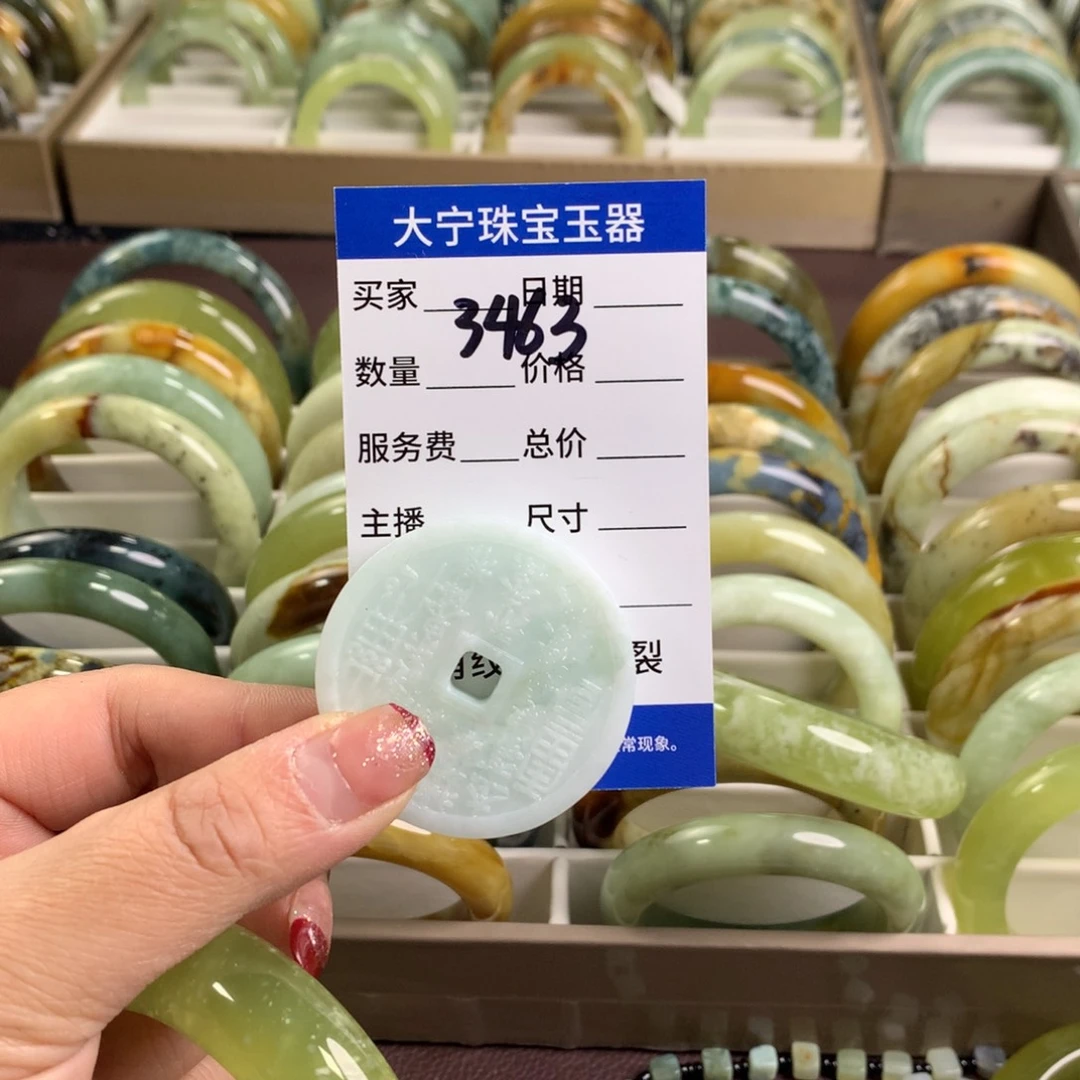 大宁珠宝玉器
买家 日期
3463
数量 价格
服务费 总价
主播 尺寸
裂
常现象。